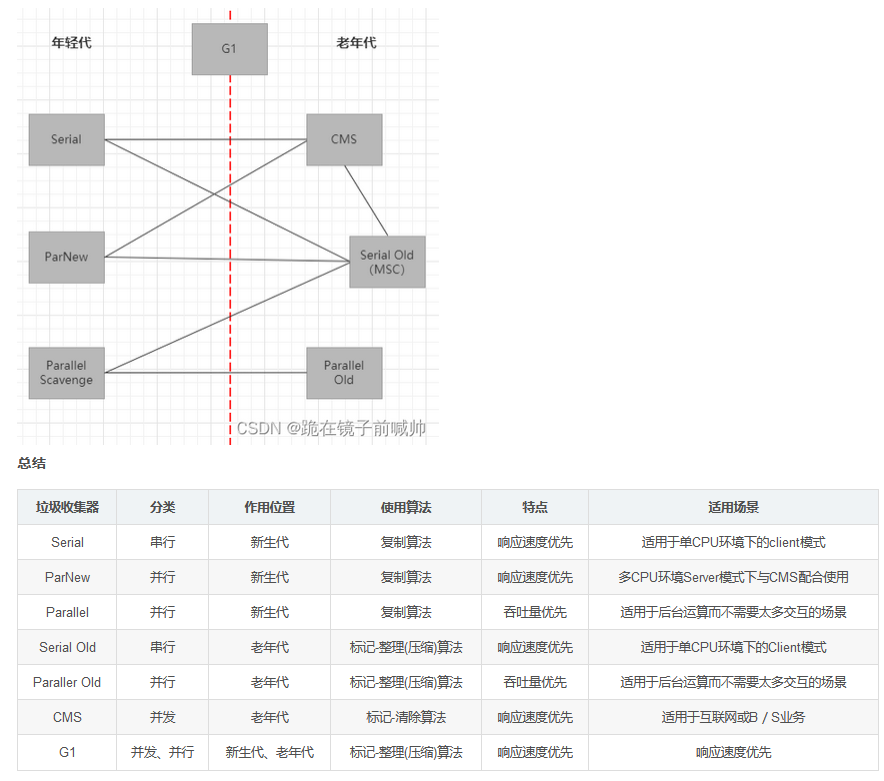 年轻代 G1 老年代
Serial CMS
ParNew Serial Old
(MSC)
Parallel
Scavenge
Parallel
Old
CSDN @跪在镜子前喊帅
总结
垃圾收集器 分类 作用位置 使用算法 特点 适用场景
Serial 串行 新生代 复制算法 响应速度优先 适用于单CPU环境下的client模式
ParNew 并行 新生代 复制算法 响应速度优先 多CPU环境Server模式下与CMS配合使用
Parallel 并行 新生代 复制算法 吞吐量优先 适用于后台运算而不需要太多交互的场景
Serial Old 串行 老年代 标记-整理(压缩)算法 响应速度优先 适用于单CPU环境下的Client模式
Paraller Old 并行 老年代 标记-整理(压缩)算法 吞吐量优先 适用于后台运算而不需要太多交互的场景
CMS 并发 老年代 标记-清除算法 响应速度优先 适用于互联网或B / S业务
G1 并发、并行 新生代、老年代 标记-整理(压缩)算法 响应速度优先 响应速度优先